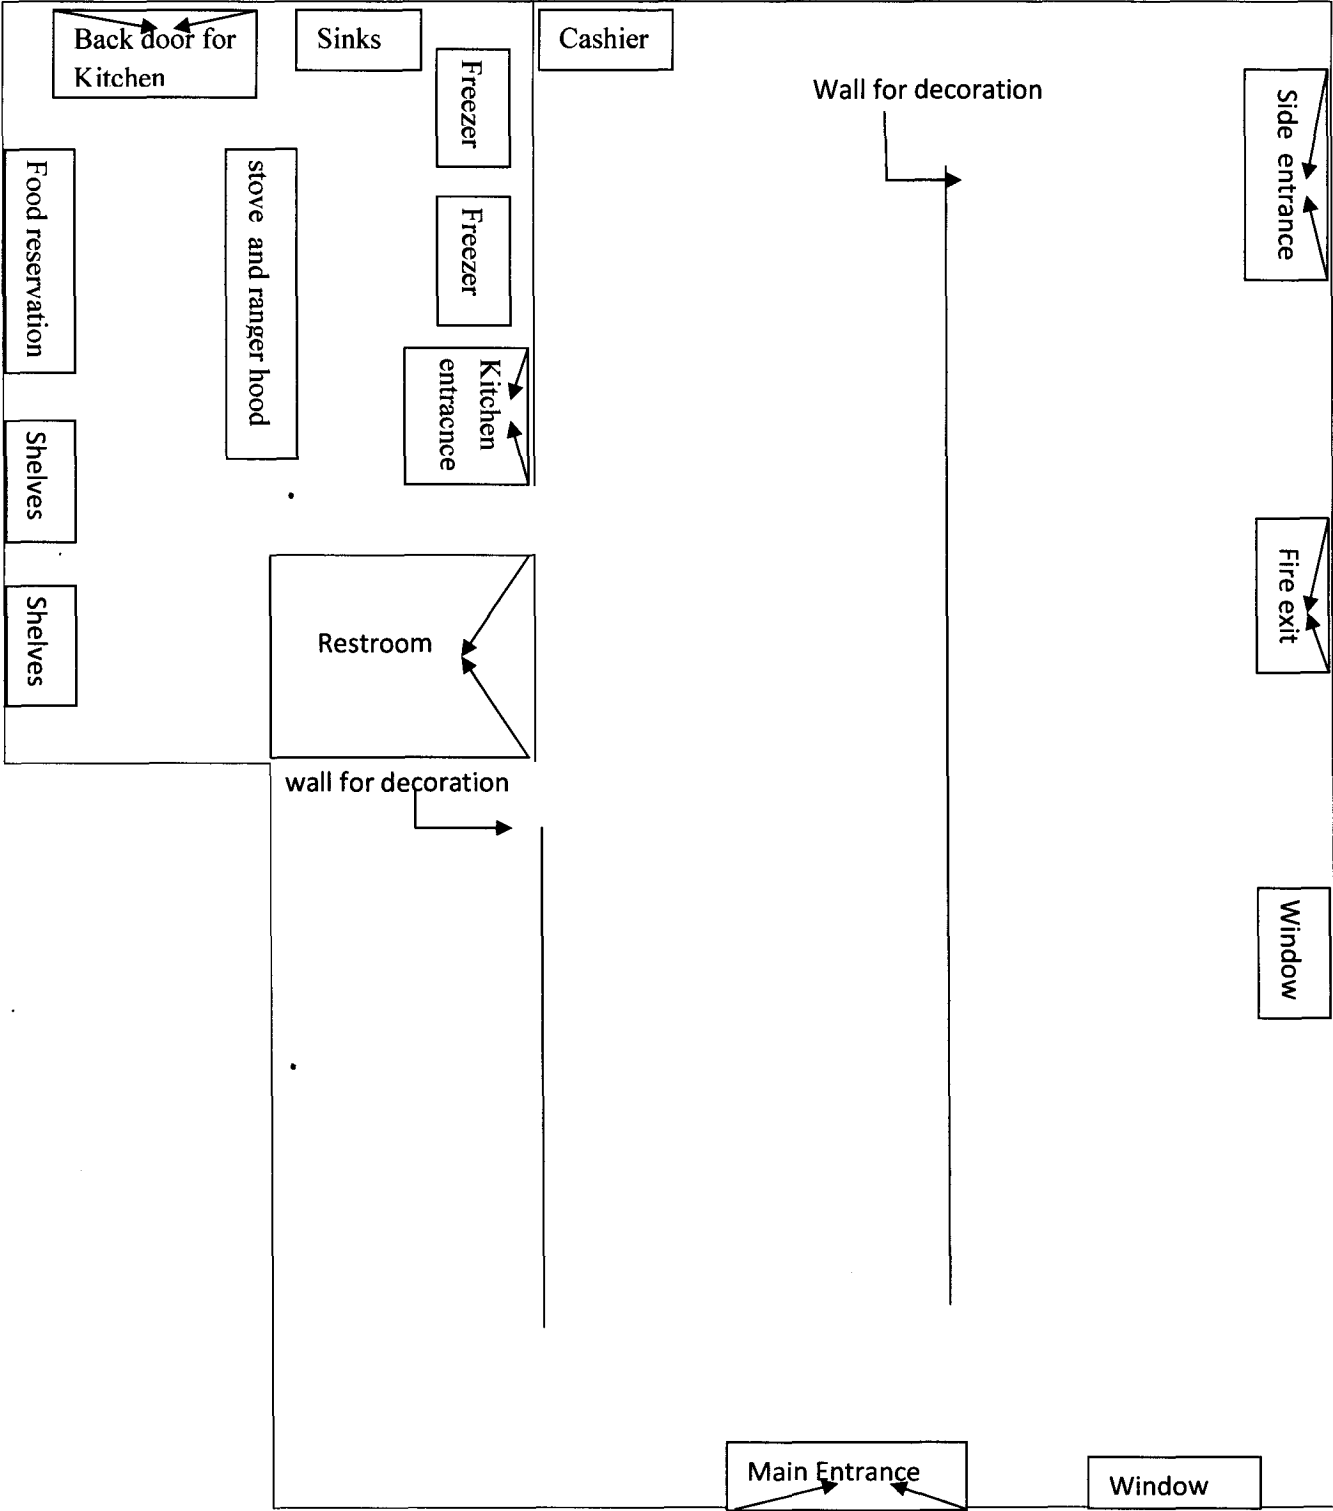 Back door for
Kitchen
Sinks
Cashier
Freezer
Wall for decoration
Side entrance
Food reservation
stove and ranger hood
Freezer
Kitchen
entracnce
Shelves
Fire exit
Shelves
Restroom
wall for decoration
Window
Main Entrance
Window